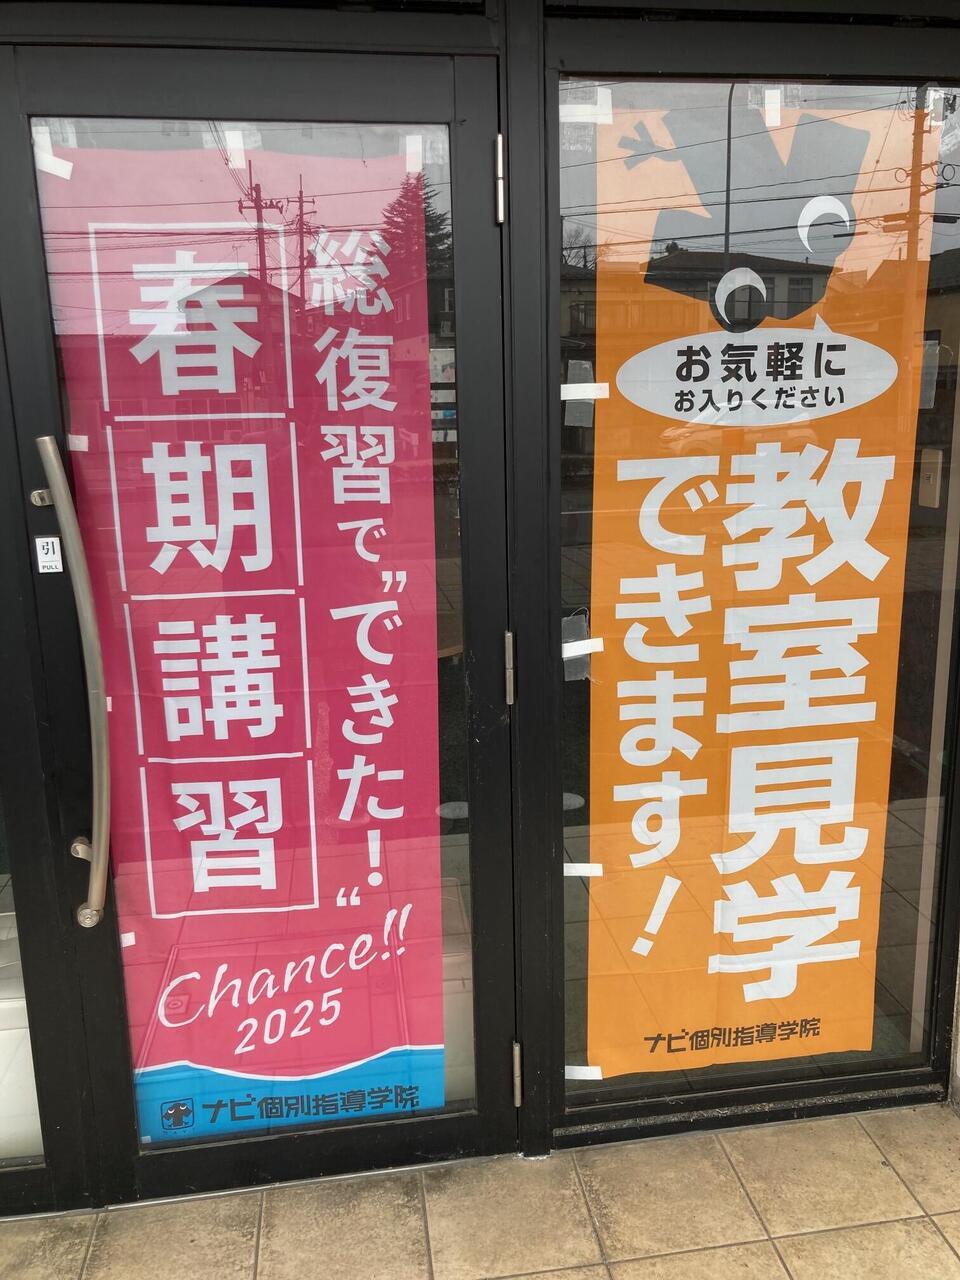 総復習で"できた！"
春期講習
Chance!!
2025
ナビ個別指導学院
引
PULL
お気軽に
お入りください
教室見学
できます！
ナビ個別指導学院